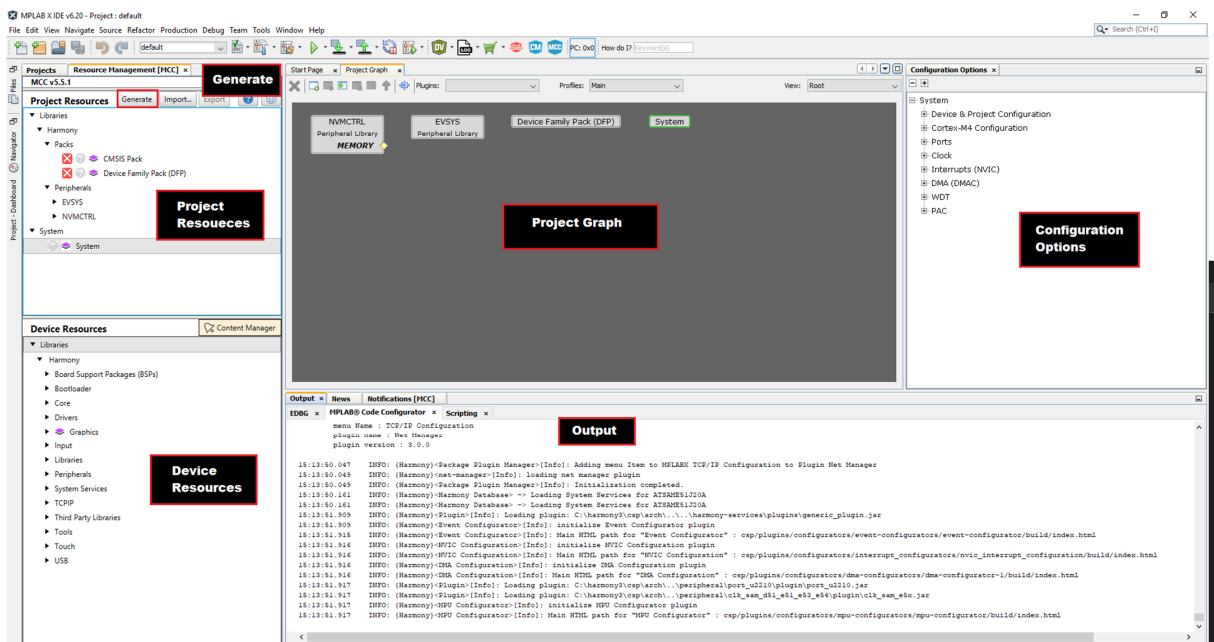 MPLAB X IDE v6.20 - Project : default
File Edit View Navigate Source Refactor Production Debug Team Tools Window Help
Search (Ctrl+I)
default
PC: 0x0
How do I?
Keyword(s)
Projects
Resource Management [MCC] ×
MCC v5.5.1
Generate
Project Resources
Generate
Import...
Export
Libraries
Harmony
Packs
CMSIS Pack
Device Family Pack (DFP)
Peripherals
EVSYS
NVMCTRL
System
System
Project
Resoueces
Files
Navigator
Project - Dashboard
Device Resources
Content Manager
Libraries
Harmony
Board Support Packages (BSPs)
Bootloader
Core
Drivers
Graphics
Input
Libraries
Peripherals
System Services
TCPIP
Third Party Libraries
Tools
Touch
USB
Device
Resources
Start Page ×
Project Graph ×
Plugins:
Profiles: Main
View: Root
NVMCTRL
Peripheral Library
MEMORY
EVSYS
Peripheral Library
Device Family Pack (DFP)
System
Project Graph
Configuration Options ×
System
Device & Project Configuration
Cortex-M4 Configuration
Ports
Clock
Interrupts (NVIC)
DMA (DMAC)
WDT
PAC
Configuration
Options
Output ×
News
Notifications [MCC]
EDBG ×
MPLAB® Code Configurator ×
Scripting ×
Output
menu Name : TCP/IP Configuration
plugin name : Net Manager
plugin version : 3.0.0
15:13:50.047 INFO: {Harmony}<Package Plugin Manager>[Info]: Adding menu Item to MPLABX TCP/IP Configuration to Plugin Net Manager
15:13:50.049 INFO: {Harmony}<net-manager>[Info]: loading net manager plugin
15:13:50.049 INFO: {Harmony}<Package Plugin Manager>[Info]: Initialization completed.
15:13:50.161 INFO: {Harmony}<Harmony Database> -> Loading System Services for ATSAME51J20A
15:13:50.161 INFO: {Harmony}<Harmony Database> -> Loading System Services for ATSAME51J20A
15:13:51.909 INFO: {Harmony}<Plugin>[Info]: Loading plugin: C:\harmony3\csp\arch\..\..\harmony-services\plugins\generic_plugin.jar
15:13:51.909 INFO: {Harmony}<Event Configurator>[Info]: initialize Event Configurator plugin
15:13:51.915 INFO: {Harmony}<Event Configurator>[Info]: Main HTML path for "Event Configurator" : csp/plugins/configurators/event-configurators/event-configurator/build/index.html
15:13:51.916 INFO: {Harmony}<NVIC Configuration>[Info]: initialize NVIC Configuration plugin
15:13:51.916 INFO: {Harmony}<NVIC Configuration>[Info]: Main HTML path for "NVIC Configuration" : csp/plugins/configurators/interrupt_configurators/nvic_interrupt_configuration/build/index.html
15:13:51.916 INFO: {Harmony}<DMA Configuration>[Info]: initialize DMA Configuration plugin
15:13:51.916 INFO: {Harmony}<DMA Configuration>[Info]: Main HTML path for "DMA Configuration" : csp/plugins/configurators/dma-configurators/dma-configurator-1/build/index.html
15:13:51.917 INFO: {Harmony}<Plugin>[Info]: Loading plugin: C:\harmony3\csp\arch\..\peripheral\port_u2210\plugin\port_u2210.jar
15:13:51.917 INFO: {Harmony}<Plugin>[Info]: Loading plugin: C:\harmony3\csp\arch\..\peripheral\clk_sam_d51_e51_e53_e54\plugin\clk_sam_e5x.jar
15:13:51.917 INFO: {Harmony}<MPU Configurator>[Info]: initialize MPU Configurator plugin
15:13:51.917 INFO: {Harmony}<MPU Configurator>[Info]: Main HTML path for "MPU Configurator" : csp/plugins/configurators/mpu-configurators/mpu-configurator/build/index.html